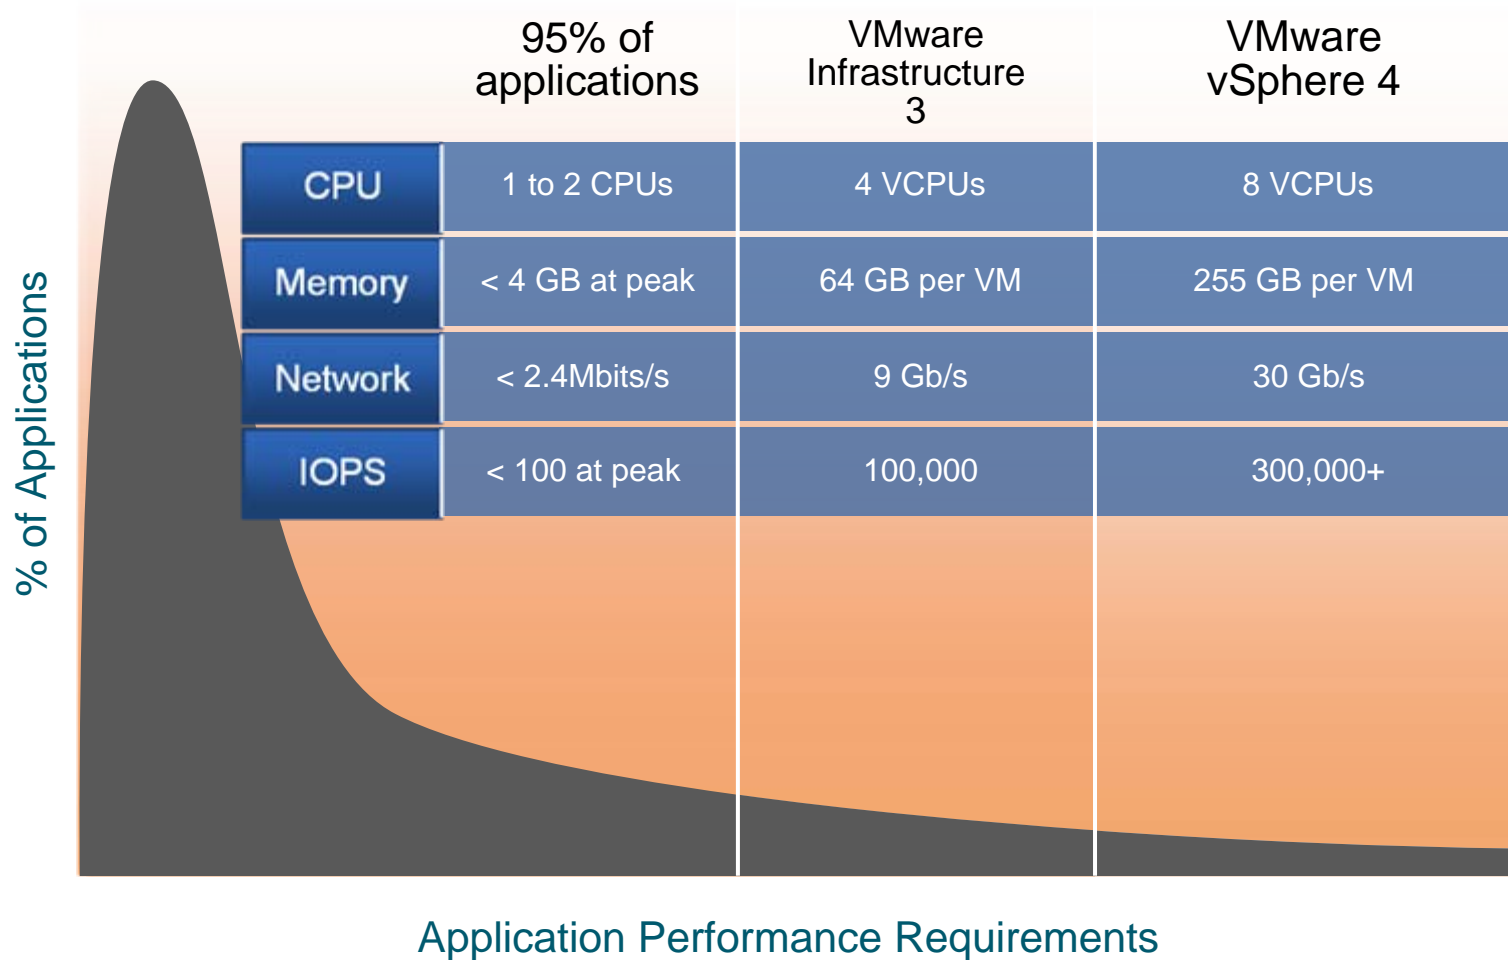 95% of
applications
VMware
Infrastructure
3
VMware
vSphere 4
CPU
1 to 2 CPUs
4 VCPUs
8 VCPUs
Memory
< 4 GB at peak
64 GB per VM
255 GB per VM
Network
< 2.4Mbits/s
9 Gb/s
30 Gb/s
IOPS
< 100 at peak
100,000
300,000+
% of Applications
Application Performance Requirements